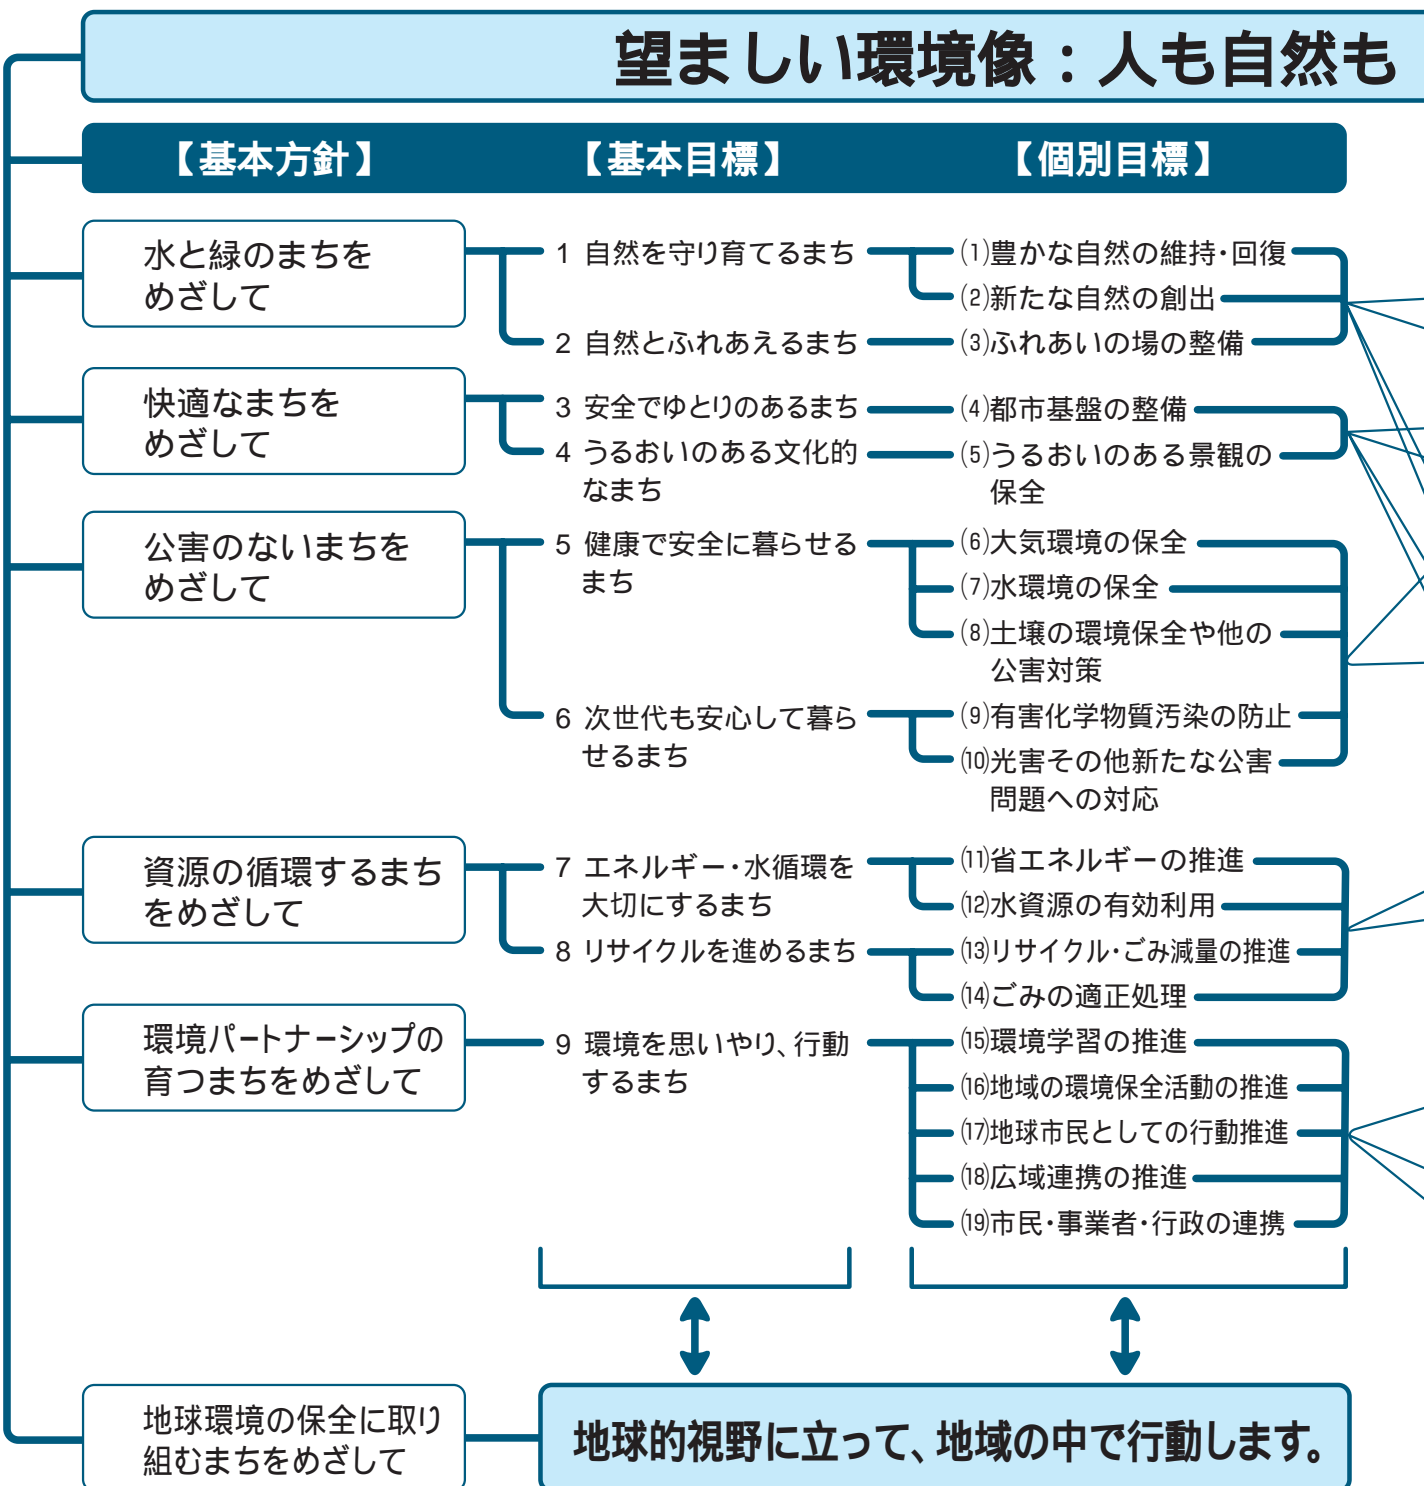 望ましい環境像：人も自然も
【基本方針】
【基本目標】
【個別目標】
水と緑のまちを
めざして
1 自然を守り育てるまち
⑴豊かな自然の維持・回復
⑵新たな自然の創出
2 自然とふれあえるまち
⑶ふれあいの場の整備
快適なまちを
めざして
3 安全でゆとりのあるまち
⑷都市基盤の整備
4 うるおいのある文化的
なまち
⑸うるおいのある景観の
保全
公害のないまちを
めざして
5 健康で安全に暮らせる
まち
⑹大気環境の保全
⑺水環境の保全
⑻土壌の環境保全や他の
公害対策
6 次世代も安心して暮ら
せるまち
⑼有害化学物質汚染の防止
⑽光害その他新たな公害
問題への対応
資源の循環するまち
をめざして
7 エネルギー・水循環を
大切にするまち
⑾省エネルギーの推進
⑿水資源の有効利用
8 リサイクルを進めるまち
⒀リサイクル・ごみ減量の推進
⒁ごみの適正処理
環境パートナーシップの
育つまちをめざして
9 環境を思いやり、行動
するまち
⒂環境学習の推進
⒃地域の環境保全活動の推進
⒄地球市民としての行動推進
⒅広域連携の推進
⒆市民・事業者・行政の連携
地球環境の保全に取り
組むまちをめざして
地球的視野に立って、地域の中で行動します。